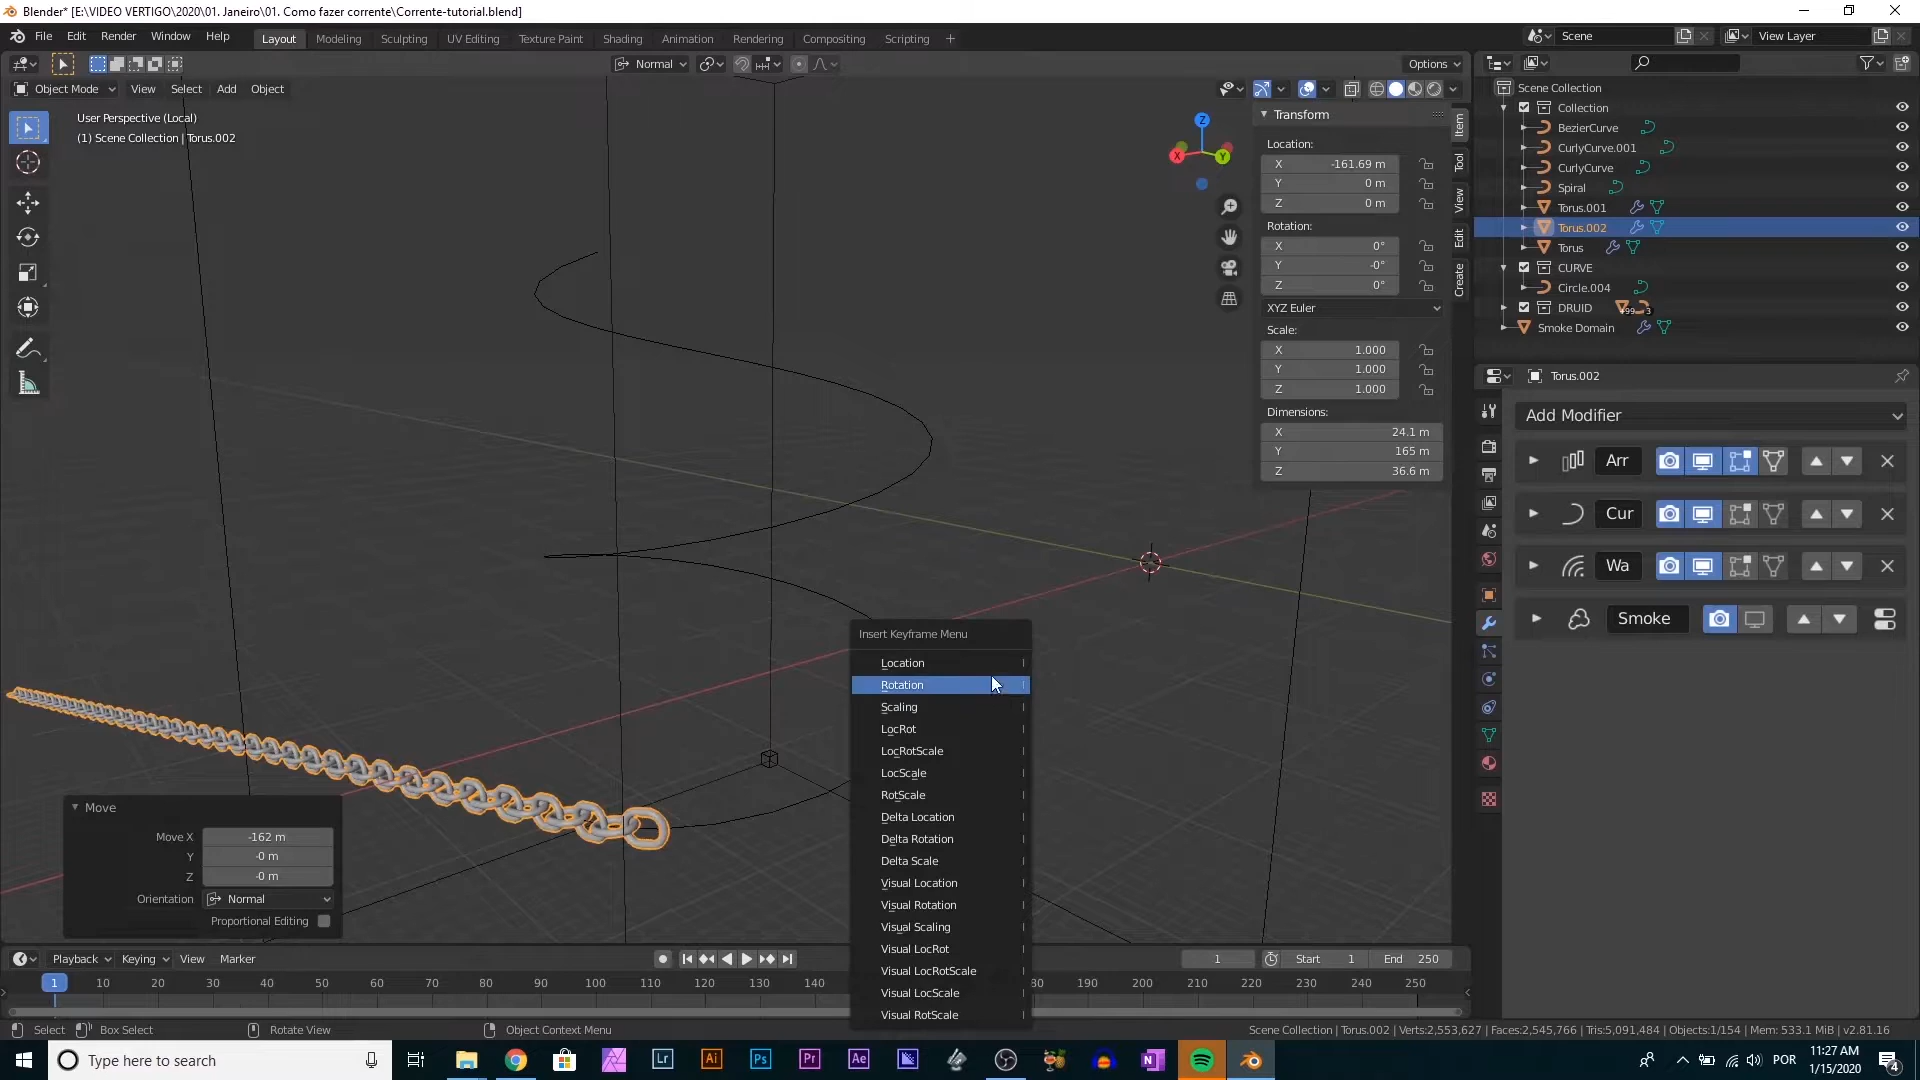 Blender* [E:\VIDEO VERTIGO\2020\01. Janeiro\01. Como fazer corrente\Corrente-tutorial.blend]
File Edit Render Window Help Layout Modeling Sculpting UV Editing Texture Paint Shading Animation Rendering Compositing Scripting + Scene View Layer
Normal Options
Object Mode View Select Add Object
User Perspective (Local)
(1) Scene Collection | Torus.002
Z
X
Y
Transform
Location:
X -161.69 m
Y 0 m
Z 0 m
Rotation:
X 0°
Y -0°
Z 0°
XYZ Euler
Scale:
X 1.000
Y 1.000
Z 1.000
Dimensions:
X 24.1 m
Y 165 m
Z 36.6 m
Item
Tool
View
Edit
Create
Scene Collection
Collection
BezierCurve
CurlyCurve.001
CurlyCurve
Spiral
Torus.001
Torus.002
Torus
CURVE
Circle.004
DRUID +99 3
Smoke Domain
Torus.002
Add Modifier
Arr
Cur
Wa
Smoke
Insert Keyframe Menu
Location I
Rotation I
Scaling I
LocRot I
LocRotScale I
LocScale I
RotScale I
Delta Location I
Delta Rotation I
Delta Scale I
Visual Location I
Visual Rotation I
Visual Scaling I
Visual LocRot I
Visual LocRotScale I
Visual LocScale I
Visual RotScale I
Move
Move X -162 m
Y -0 m
Z -0 m
Orientation Normal
Proportional Editing
Playback Keying View Marker 1 Start 1 End 250
1 10 20 30 40 50 60 70 80 90 100 110 120 130 140 80 190 200 210 220 230 240 250
Select Box Select Rotate View Object Context Menu Scene Collection | Torus.002 | Verts:2,553,627 | Faces:2,545,766 | Tris:5,091,484 | Objects:1/154 | Mem: 533.1 MiB | v2.81.16
Type here to search Lr Ai Ps Pr Ae N POR 11:27 AM
1/15/2020 4